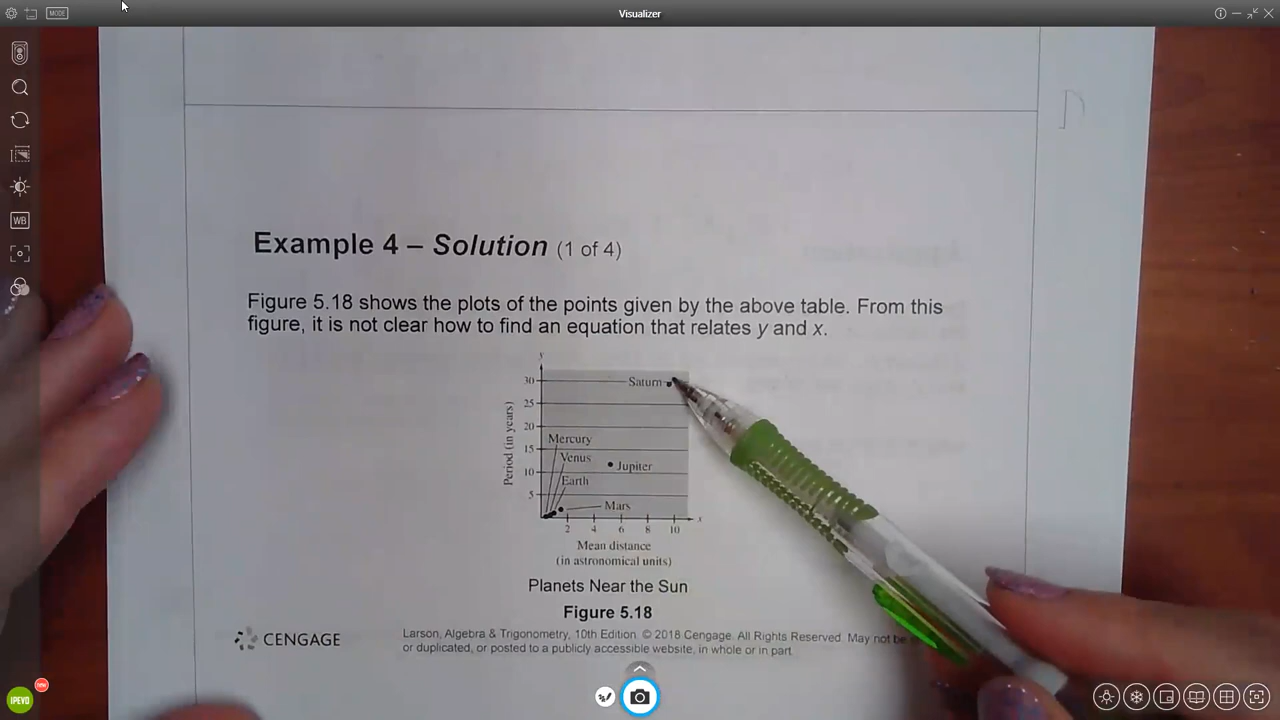 MODE
Visualizer
D
Example 4 – Solution (1 of 4)
Figure 5.18 shows the plots of the points given by the above table. From this
figure, it is not clear how to find an equation that relates y and x.
y
30
Saturn
25
20
Mercury
15
Venus
10
Jupiter
Earth
5
Mars
x
2 4 6 8 10
Period (in years)
Mean distance
(in astronomical units)
Planets Near the Sun
Figure 5.18
CENGAGE
Larson, Algebra & Trigonometry, 10th Edition. © 2018 Cengage. All Rights Reserved. May not be
or duplicated, or posted to a publicly accessible website, in whole or in part.
WB
IPEVO
new